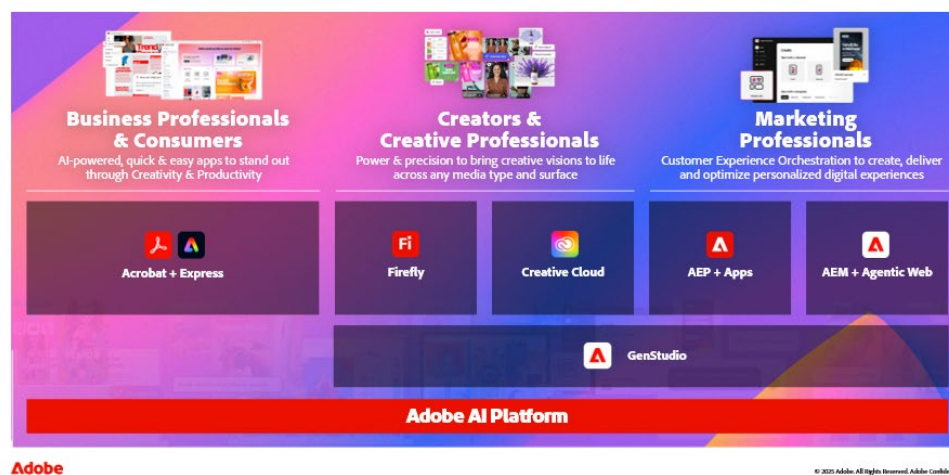 Trend
Business Professionals
& Consumers
AI-powered, quick & easy apps to stand out
through Creativity & Productivity
Creators &
Creative Professionals
Power & precision to bring creative visions to life
across any media type and surface
Marketing
Professionals
Customer Experience Orchestration to create, deliver
and optimize personalized digital experiences
Acrobat + Express
Fi
Firefly
Creative Cloud
AEP + Apps
AEM + Agentic Web
GenStudio
Adobe AI Platform
Adobe
© 2025 Adobe. All Rights Reserved. Adobe